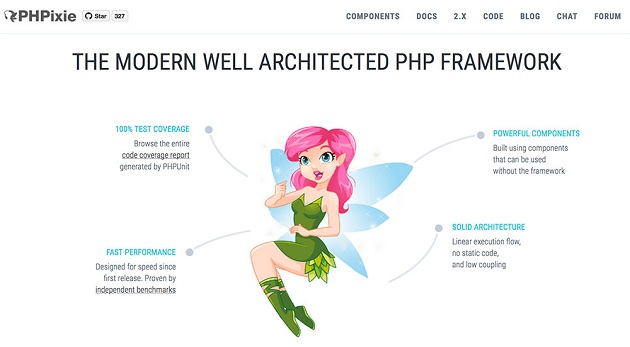 PHPixie Star 327 COMPONENTS DOCS 2.X CODE BLOG CHAT FORUM
THE MODERN WELL ARCHITECTED PHP FRAMEWORK
100% TEST COVERAGE
Browse the entire
code coverage report
generated by PHPUnit
POWERFUL COMPONENTS
Built using components
that can be used
without the framework
FAST PERFORMANCE
Designed for speed since
first release. Proven by
independent benchmarks
SOLID ARCHITECTURE
Linear execution flow,
no static code,
and low coupling